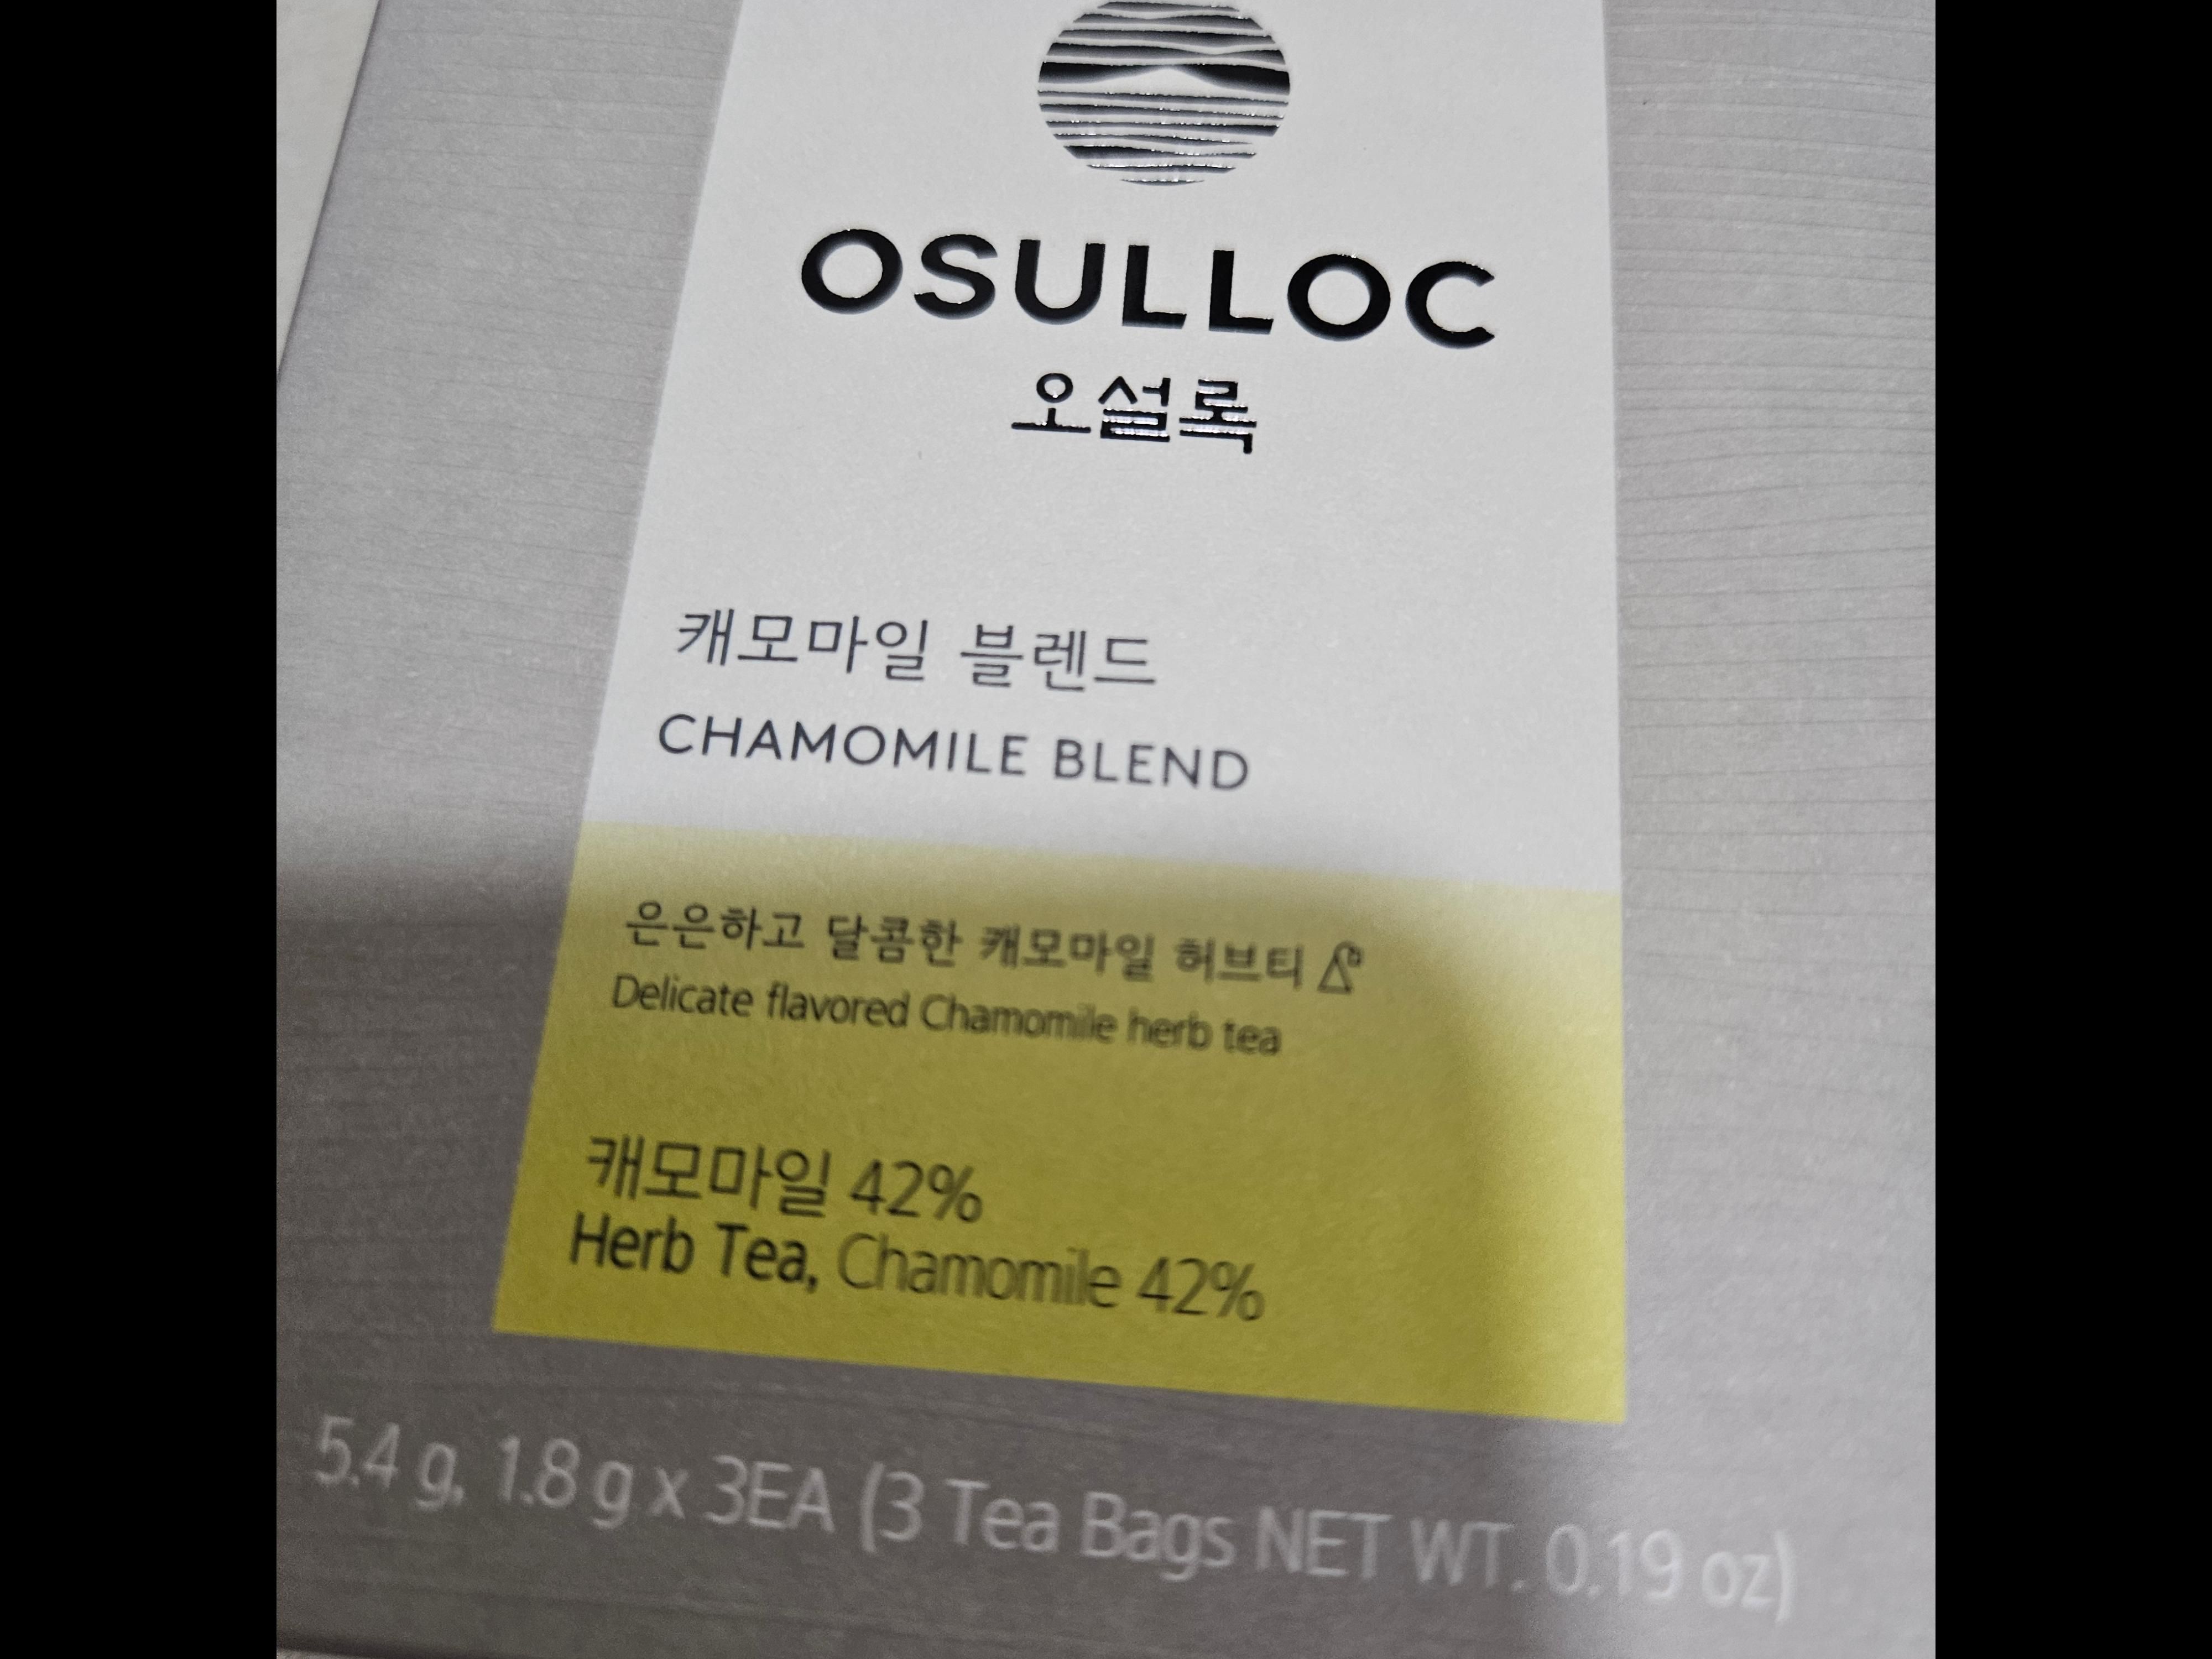 OSULLOC
오설록
캐모마일 블렌드
CHAMOMILE BLEND
은은하고 달콤한 캐모마일 허브티
Delicate flavored Chamomile herb tea
캐모마일 42%
Herb Tea, Chamomile 42%
5.4 g, 1.8 g x 3EA (3 Tea Bags NET WT. 0.19 oz)